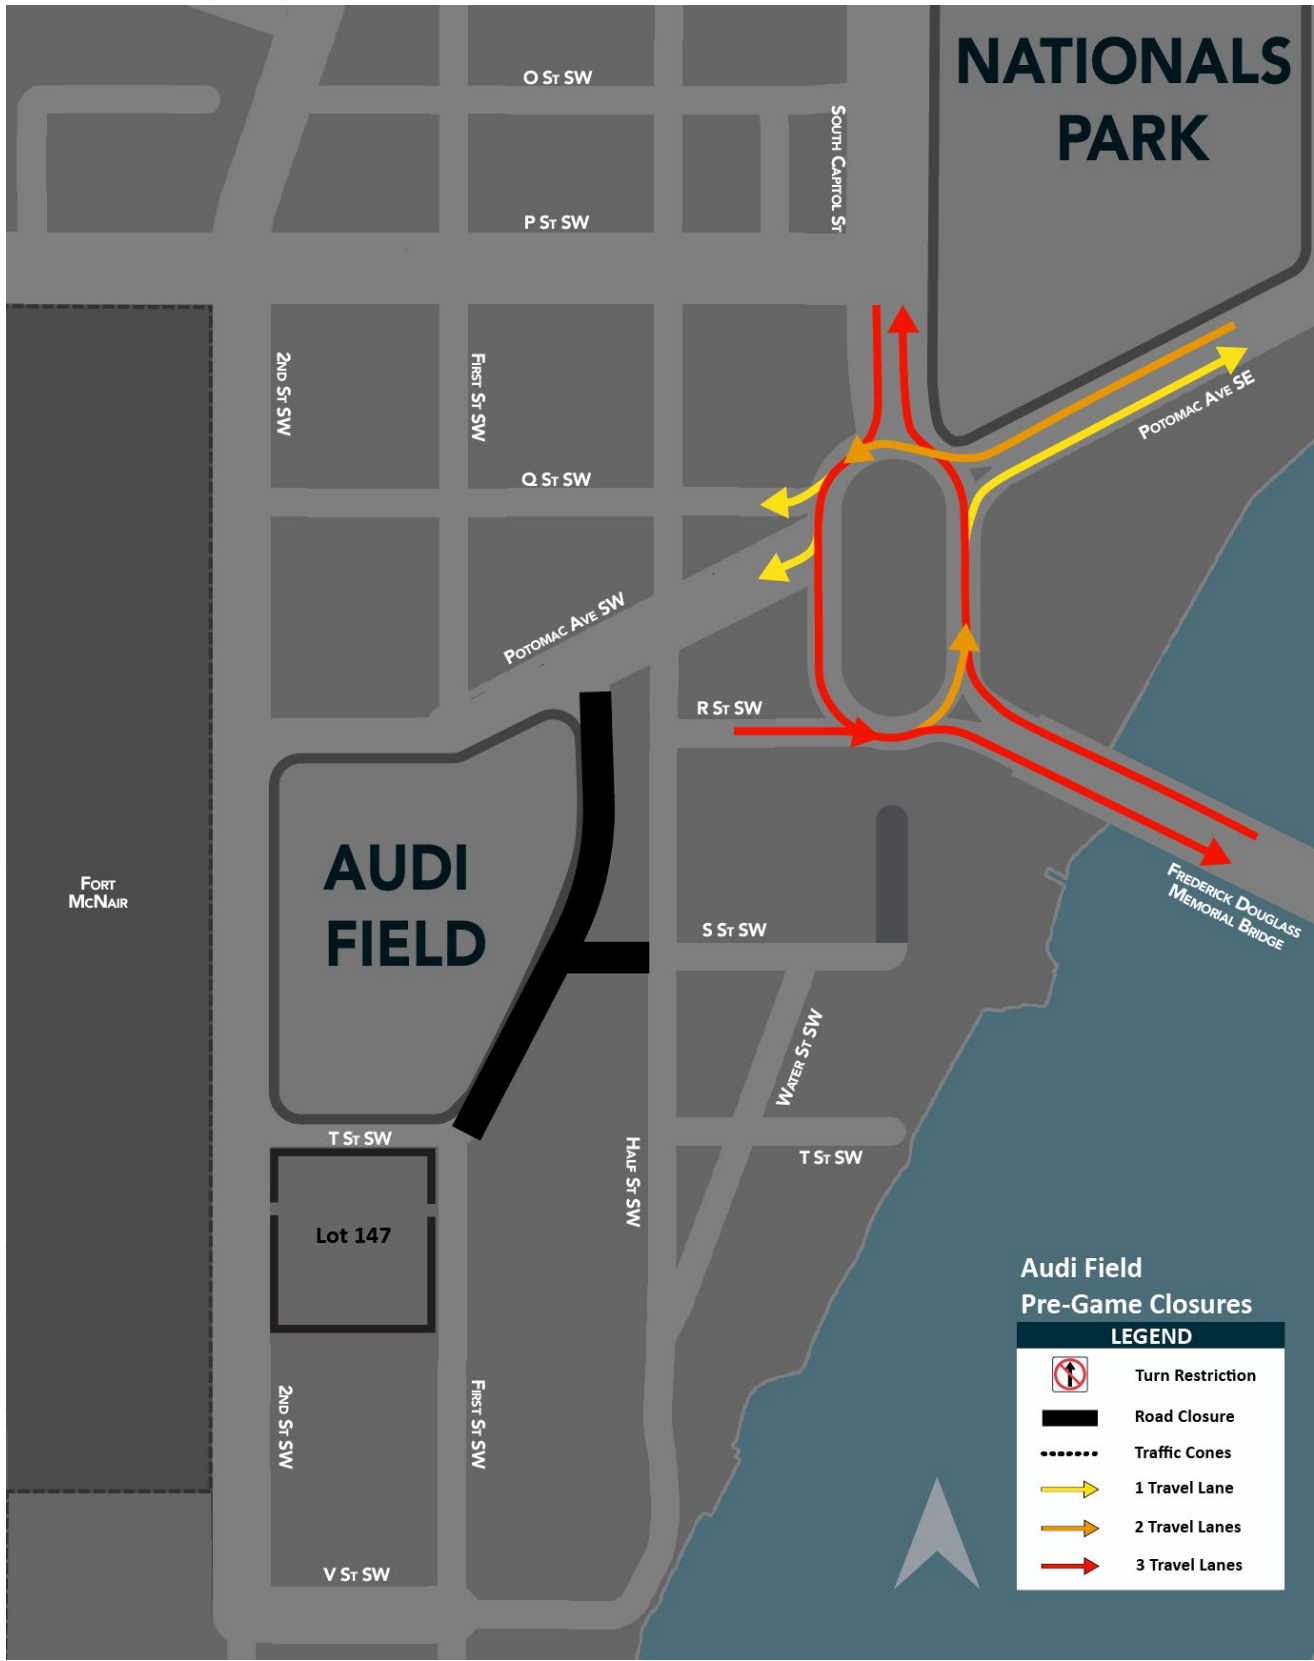 NATIONALS
PARK
O St SW
South Capitol St
P St SW
2nd St SW
First St SW
Potomac Ave SE
Q St SW
Potomac Ave SW
R St SW
AUDI
FIELD
Fort
McNair
Frederick Douglass
Memorial Bridge
S St SW
Water St SW
T St SW
Half St SW
T St SW
Lot 147
Audi Field
Pre-Game Closures
LEGEND
Turn Restriction
Road Closure
Traffic Cones
1 Travel Lane
2 Travel Lanes
3 Travel Lanes
2nd St SW
First St SW
V St SW